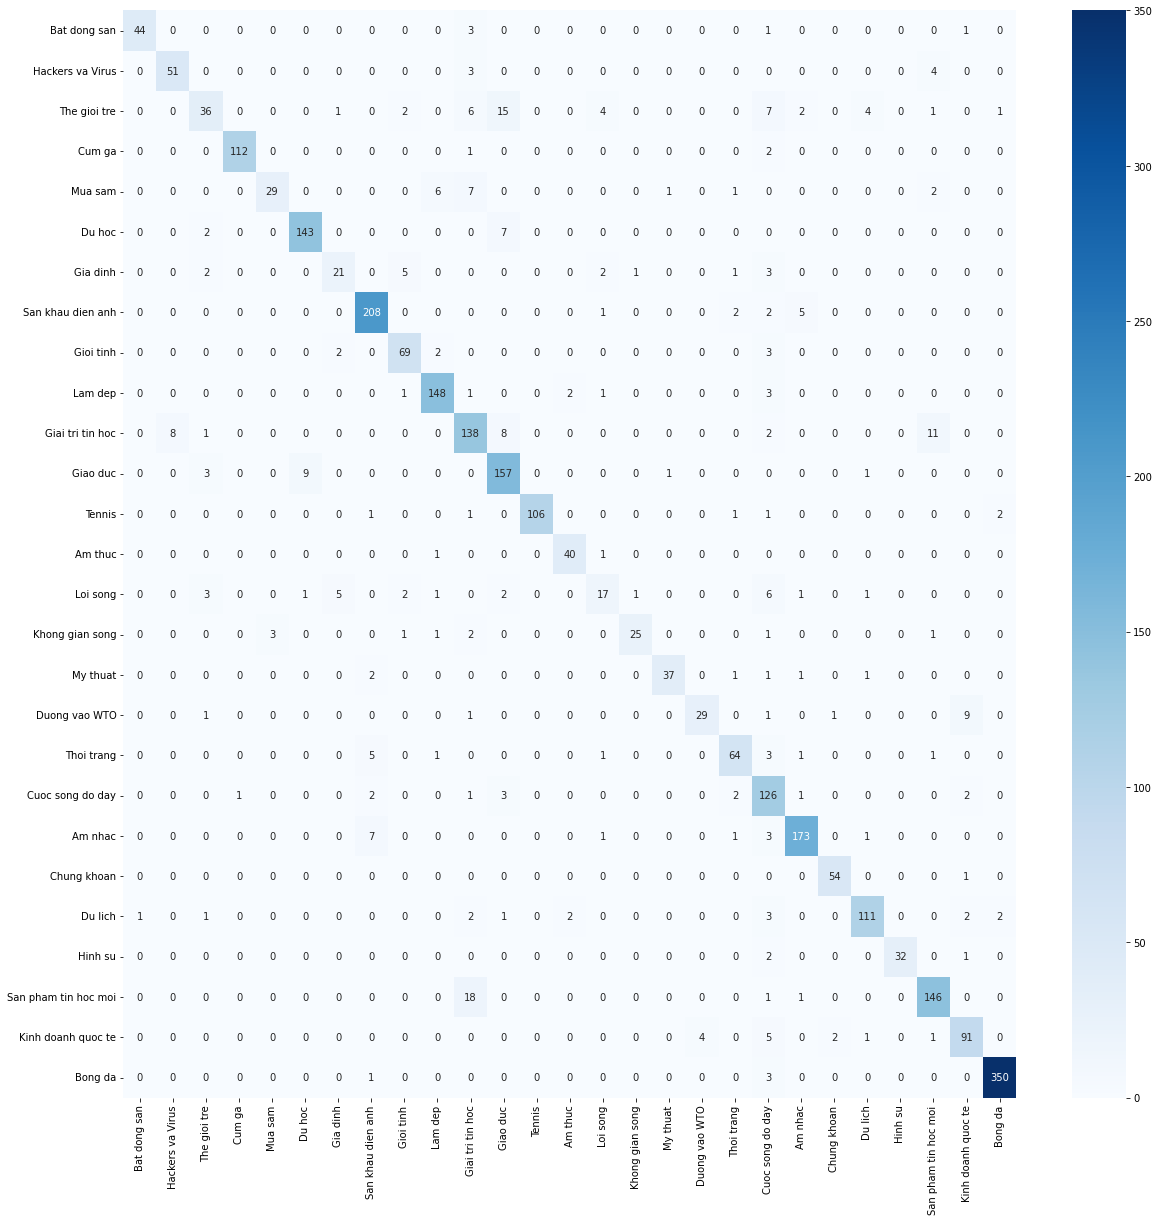 Bat dong san 44 0 0 0 0 0 0 0 0 0 3 0 0 0 0 0 0 0 0 1 0 0 0 0 0 1 0
Hackers va Virus 0 51 0 0 0 0 0 0 0 0 3 0 0 0 0 0 0 0 0 0 0 0 0 0 4 0 0
The gioi tre 0 0 36 0 0 0 1 0 2 0 6 15 0 0 4 0 0 0 0 7 2 0 4 0 1 0 1
Cum ga 0 0 0 112 0 0 0 0 0 0 1 0 0 0 0 0 0 0 0 2 0 0 0 0 0 0 0
Mua sam 0 0 0 0 29 0 0 0 0 6 7 0 0 0 0 0 1 0 1 0 0 0 0 0 2 0 0
Du hoc 0 0 2 0 0 143 0 0 0 0 0 7 0 0 0 0 0 0 0 0 0 0 0 0 0 0 0
Gia dinh 0 0 2 0 0 0 21 0 5 0 0 0 0 0 2 1 0 0 1 3 0 0 0 0 0 0 0
San khau dien anh 0 0 0 0 0 0 0 208 0 0 0 0 0 0 1 0 0 0 2 2 5 0 0 0 0 0 0
Gioi tinh 0 0 0 0 0 0 2 0 69 2 0 0 0 0 0 0 0 0 0 3 0 0 0 0 0 0 0
Lam dep 0 0 0 0 0 0 0 0 1 148 1 0 0 2 1 0 0 0 0 3 0 0 0 0 0 0 0
Giai tri tin hoc 0 8 1 0 0 0 0 0 0 0 138 8 0 0 0 0 0 0 0 2 0 0 0 0 11 0 0
Giao duc 0 0 3 0 0 9 0 0 0 0 0 157 0 0 0 0 1 0 0 0 0 0 1 0 0 0 0
Tennis 0 0 0 0 0 0 0 1 0 0 1 0 106 0 0 0 0 0 1 1 0 0 0 0 0 0 2
Am thuc 0 0 0 0 0 0 0 0 0 1 0 0 0 40 1 0 0 0 0 0 0 0 0 0 0 0 0
Loi song 0 0 3 0 0 1 5 0 2 1 0 2 0 0 17 1 0 0 0 6 1 0 1 0 0 0 0
Khong gian song 0 0 0 0 3 0 0 0 1 1 2 0 0 0 0 25 0 0 0 1 0 0 0 0 1 0 0
My thuat 0 0 0 0 0 0 0 2 0 0 0 0 0 0 0 0 37 0 1 1 1 0 1 0 0 0 0
Duong vao WTO 0 0 1 0 0 0 0 0 0 0 1 0 0 0 0 0 0 29 0 1 0 1 0 0 0 9 0
Thoi trang 0 0 0 0 0 0 0 5 0 1 0 0 0 0 1 0 0 0 64 3 1 0 0 0 1 0 0
Cuoc song do day 0 0 0 1 0 0 0 2 0 0 1 3 0 0 0 0 0 0 2 126 1 0 0 0 0 2 0
Am nhac 0 0 0 0 0 0 0 7 0 0 0 0 0 0 1 0 0 0 1 3 173 0 1 0 0 0 0
Chung khoan 0 0 0 0 0 0 0 0 0 0 0 0 0 0 0 0 0 0 0 0 0 54 0 0 0 1 0
Du lich 1 0 1 0 0 0 0 0 0 0 2 1 0 2 0 0 0 0 0 3 0 0 111 0 0 2 2
Hinh su 0 0 0 0 0 0 0 0 0 0 0 0 0 0 0 0 0 0 0 2 0 0 0 32 0 1 0
San pham tin hoc moi 0 0 0 0 0 0 0 0 0 0 18 0 0 0 0 0 0 0 0 1 1 0 0 0 146 0 0
Kinh doanh quoc te 0 0 0 0 0 0 0 0 0 0 0 0 0 0 0 0 0 4 0 5 0 2 1 0 1 91 0
Bong da 0 0 0 0 0 0 0 1 0 0 0 0 0 0 0 0 0 0 0 3 0 0 0 0 0 0 350
Bat dong san
Hackers va Virus
The gioi tre
Cum ga
Mua sam
Du hoc
Gia dinh
San khau dien anh
Gioi tinh
Lam dep
Giai tri tin hoc
Giao duc
Tennis
Am thuc
Loi song
Khong gian song
My thuat
Duong vao WTO
Thoi trang
Cuoc song do day
Am nhac
Chung khoan
Du lich
Hinh su
San pham tin hoc moi
Kinh doanh quoc te
Bong da
350
300
250
200
150
100
50
0